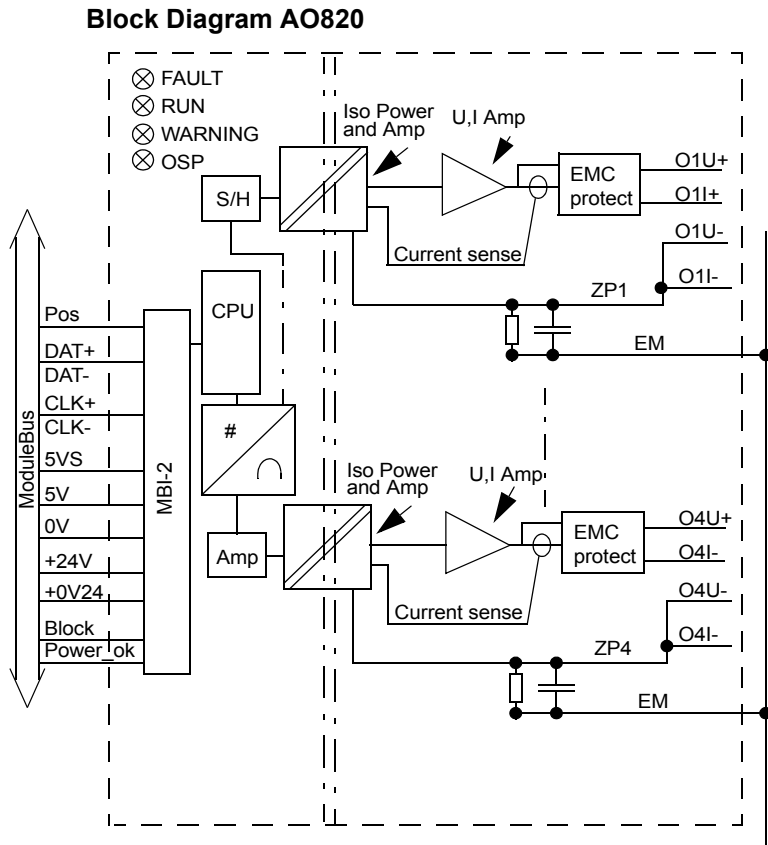 Block Diagram AO820
FAULT
RUN
WARNING
OSP
Iso Power
and Amp
U,I Amp
S/H
EMC
protect
O1U+
O1I+
O1U-
O1I-
Current sense
ZP1
EM
ModuleBus
Pos
DAT+
DAT-
CLK+
CLK-
5VS
5V
0V
+24V
+0V24
Block
Power_ok
MBI-2
CPU
#
Amp
Iso Power
and Amp
U,I Amp
EMC
protect
O4U+
O4I-
O4U-
O4I-
Current sense
ZP4
EM